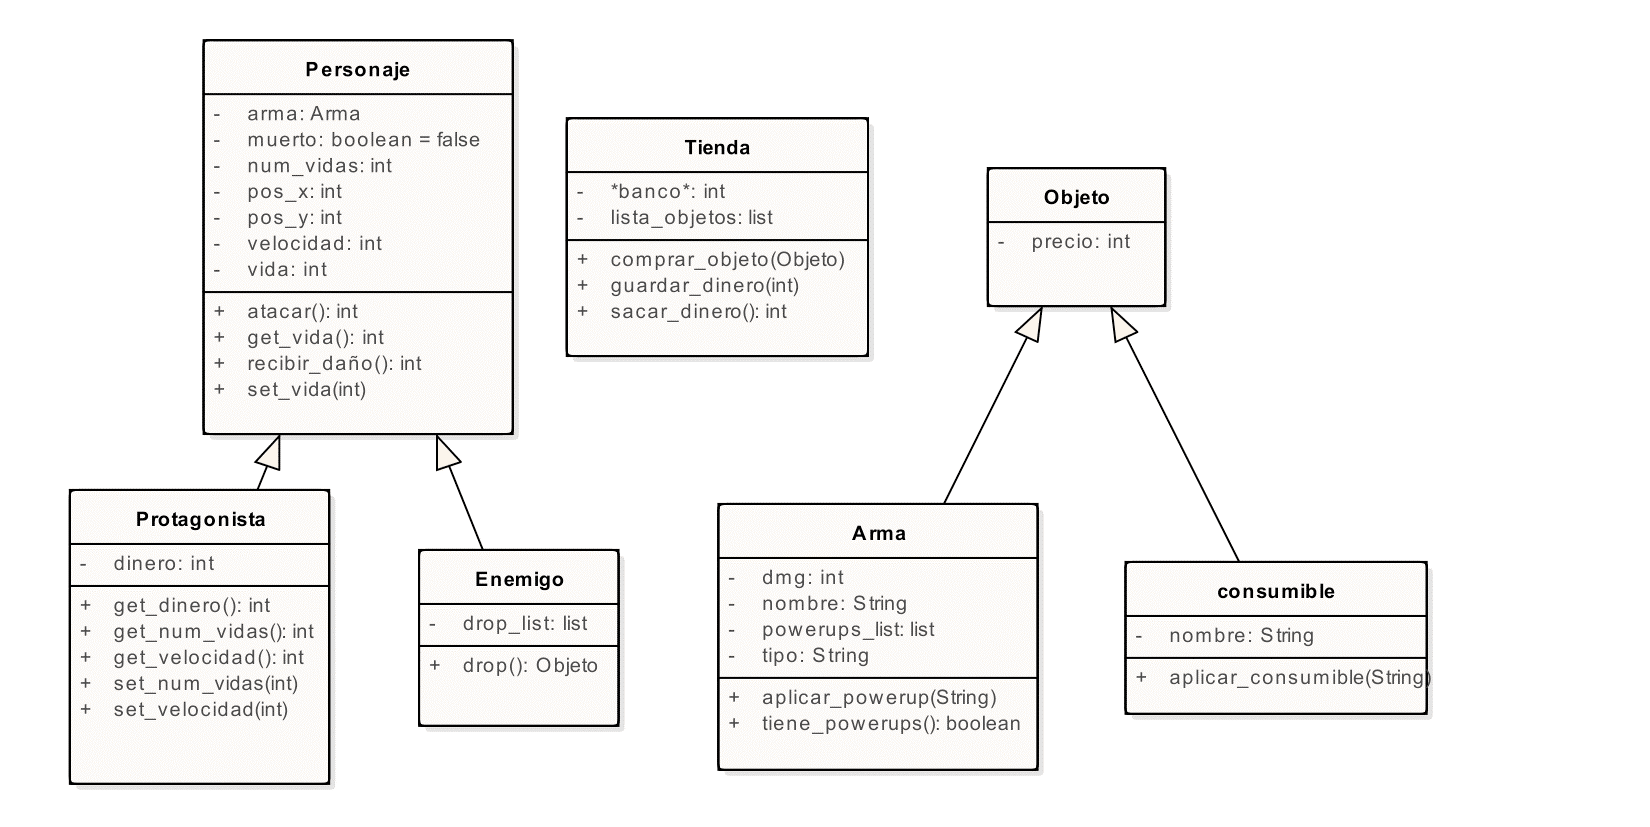 Personaje
- arma: Arma
- muerto: boolean = false
- num_vidas: int
- pos_x: int
- pos_y: int
- velocidad: int
- vida: int
+ atacar(): int
+ get_vida(): int
+ recibir_daño(): int
+ set_vida(int)
Tienda
- *banco*: int
- lista_objetos: list
+ comprar_objeto(Objeto)
+ guardar_dinero(int)
+ sacar_dinero(): int
Objeto
- precio: int
Protagonista
- dinero: int
+ get_dinero(): int
+ get_num_vidas(): int
+ get_velocidad(): int
+ set_num_vidas(int)
+ set_velocidad(int)
Enemigo
- drop_list: list
+ drop(): Objeto
Arma
- dmg: int
- nombre: String
- powerups_list: list
- tipo: String
+ aplicar_powerup(String)
+ tiene_powerups(): boolean
consumible
- nombre: String
+ aplicar_consumible(String)